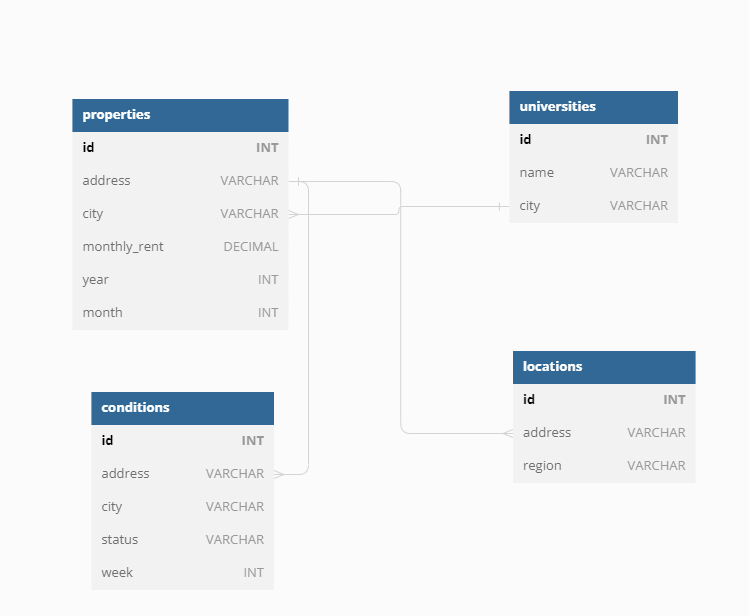 properties
id INT
address VARCHAR
city VARCHAR
monthly_rent DECIMAL
year INT
month INT
universities
id INT
name VARCHAR
city VARCHAR
conditions
id INT
address VARCHAR
city VARCHAR
status VARCHAR
week INT
locations
id INT
address VARCHAR
region VARCHAR